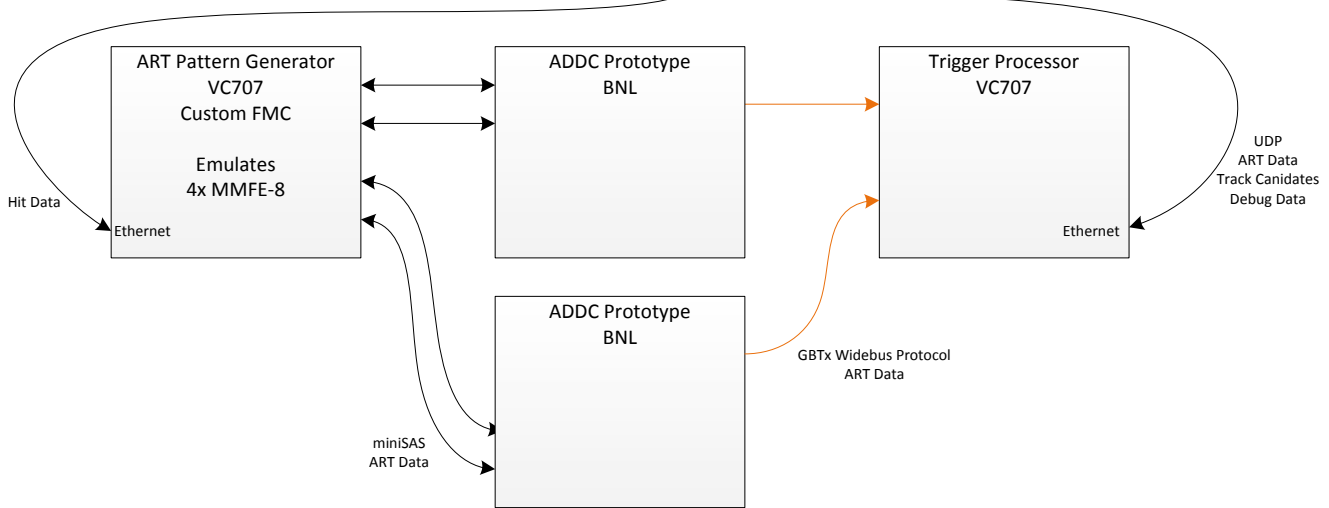 ART Pattern Generator
VC707
Custom FMC
Emulates
4x MMFE-8
Ethernet
Hit Data
ADDC Prototype
BNL
Trigger Processor
VC707
Ethernet
UDP
ART Data
Track Canidates
Debug Data
ADDC Prototype
BNL
GBTx Widebus Protocol
ART Data
miniSAS
ART Data